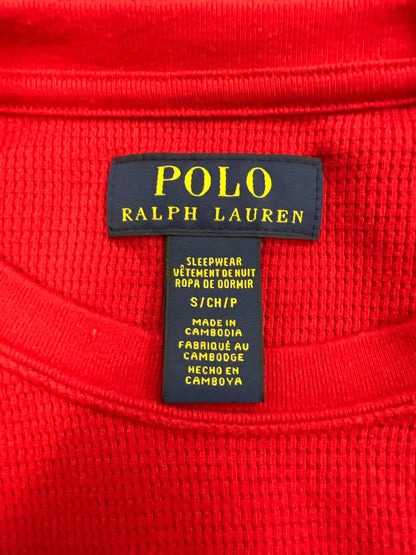 POLO
RALPH LAUREN
SLEEPWEAR
VÊTEMENT DE NUIT
ROPA DE DORMIR
S/CH/P
MADE IN
CAMBODIA
FABRIQUÉ AU
CAMBODGE
HECHO EN
CAMBOYA